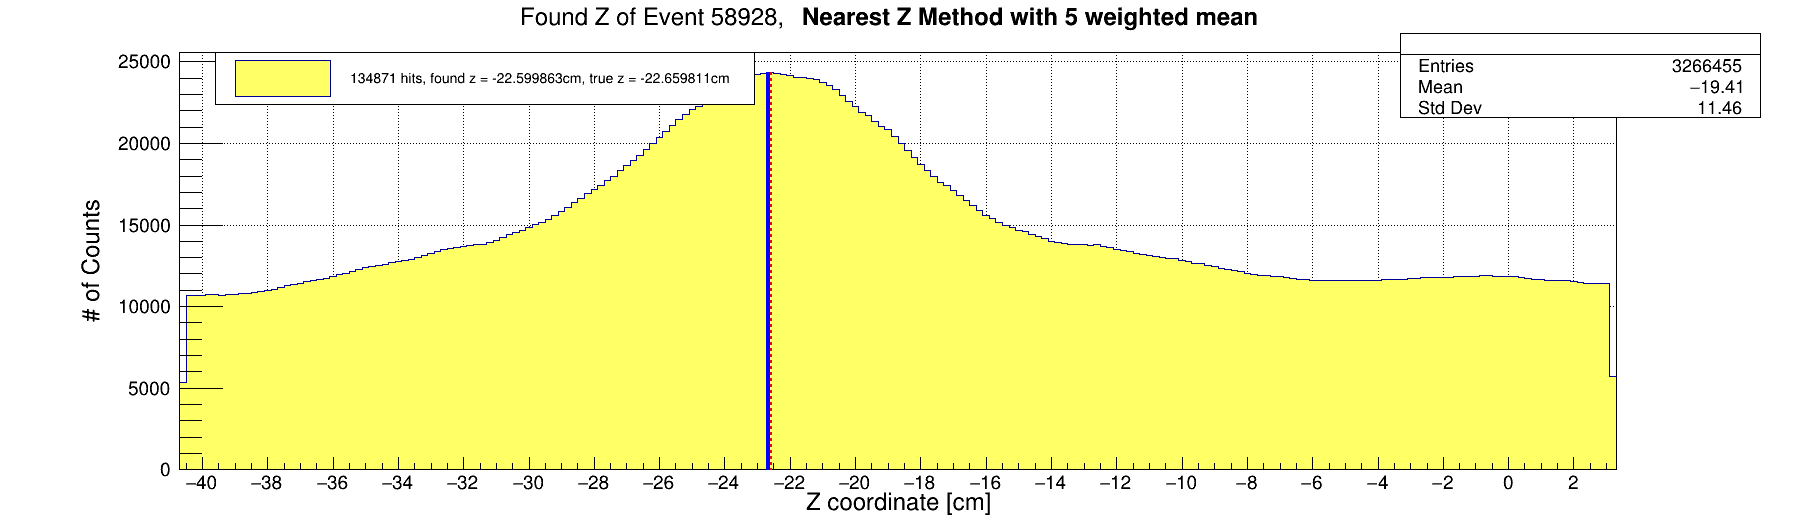 Found Z of Event 58928, Nearest Z Method with 5 weighted mean
134871 hits, found z = -22.599863cm, true z = -22.659811cm
Entries 3266455
Mean −19.41
Std Dev 11.46
# of Counts
25000
20000
15000
10000
5000
0
−40 −38 −36 −34 −32 −30 −28 −26 −24 −22 −20 −18 −16 −14 −12 −10 −8 −6 −4 −2 0 2
Z coordinate [cm]